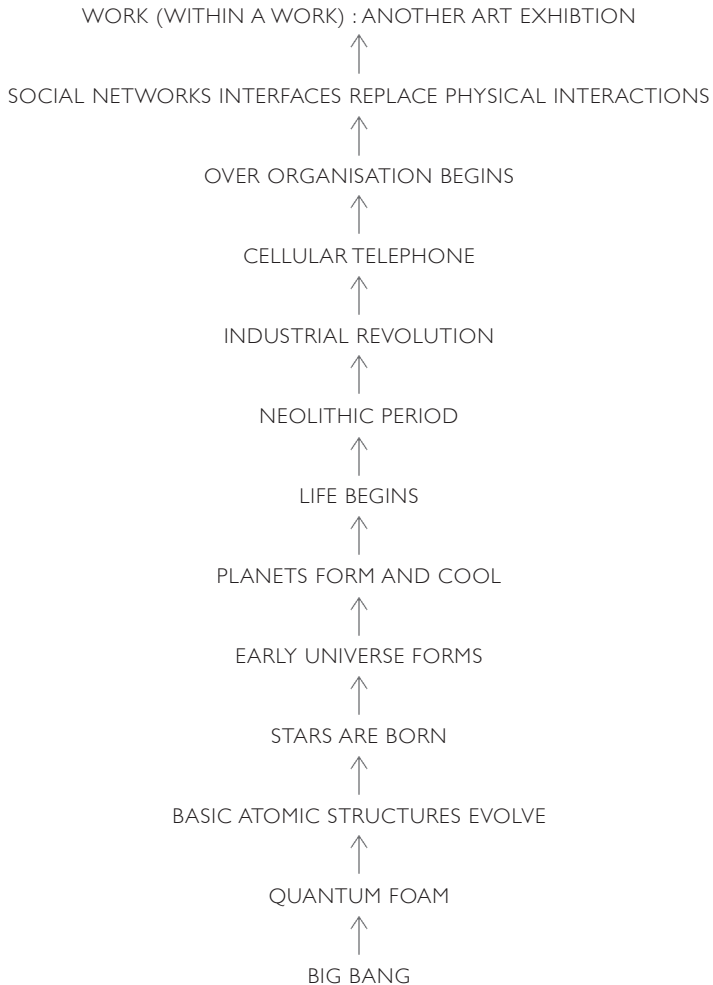 WORK (WITHIN A WORK) : ANOTHER ART EXHIBTION
SOCIAL NETWORKS INTERFACES REPLACE PHYSICAL INTERACTIONS
OVER ORGANISATION BEGINS
CELLULAR TELEPHONE
INDUSTRIAL REVOLUTION
NEOLITHIC PERIOD
LIFE BEGINS
PLANETS FORM AND COOL
EARLY UNIVERSE FORMS
STARS ARE BORN
BASIC ATOMIC STRUCTURES EVOLVE
QUANTUM FOAM
BIG BANG